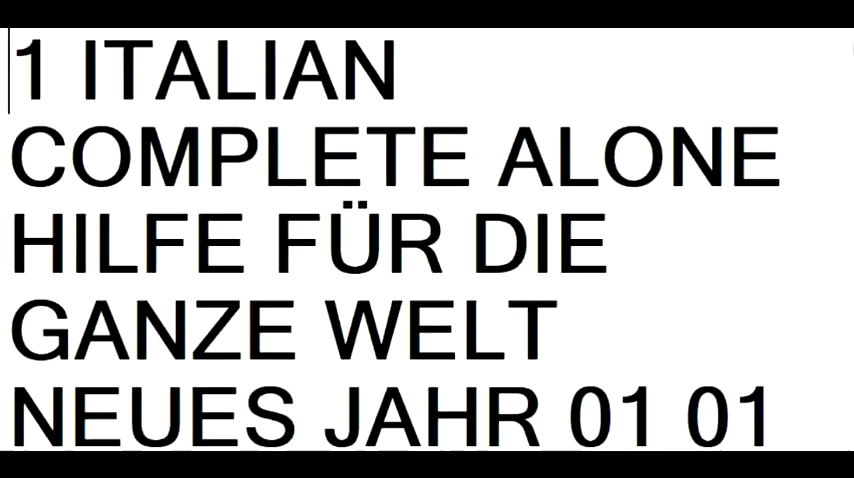 1 ITALIAN
COMPLETE ALONE
HILFE FÜR DIE
GANZE WELT
NEUES JAHR 01 01